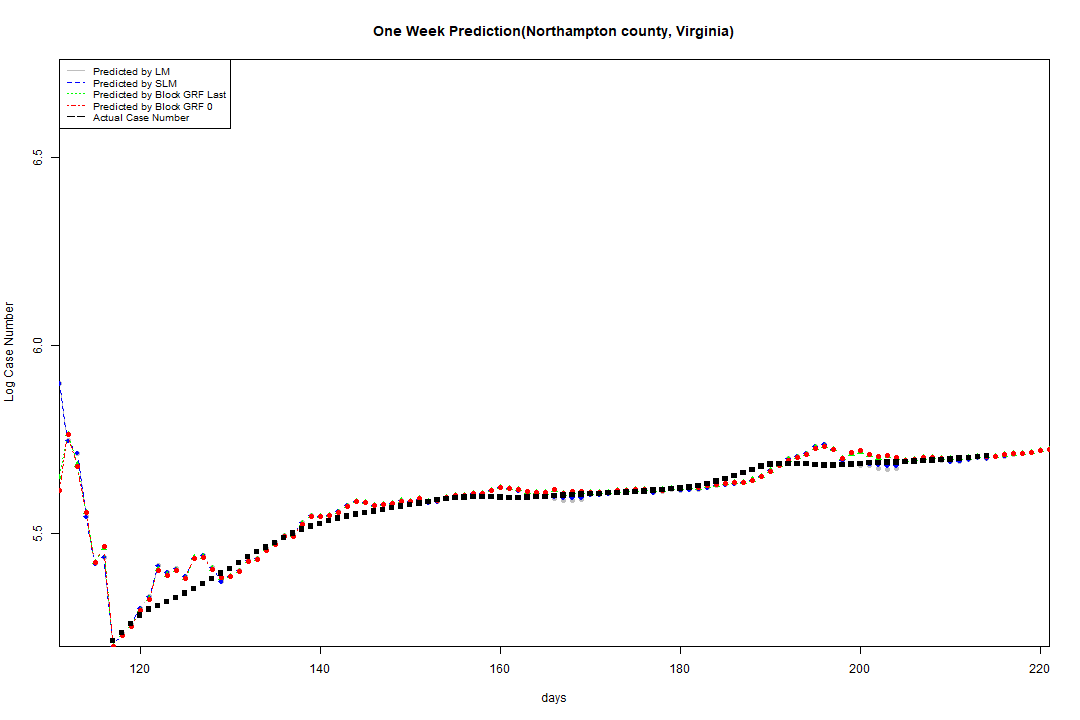 One Week Prediction(Northampton county, Virginia)
Predicted by LM
Predicted by SLM
Predicted by Block GRF Last
Predicted by Block GRF 0
Actual Case Number
6.5
6.0
5.5
Log Case Number
120 140 160 180 200 220
days